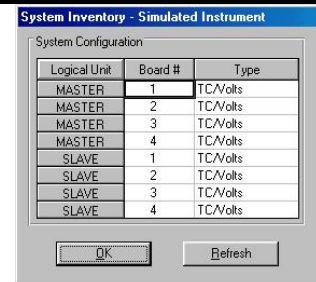 System Inventory - Simulated Instrument
System Configuration
Logical Unit Board # Type
MASTER 1 TC/Volts
MASTER 2 TC/Volts
MASTER 3 TC/Volts
MASTER 4 TC/Volts
SLAVE 1 TC/Volts
SLAVE 2 TC/Volts
SLAVE 3 TC/Volts
SLAVE 4 TC/Volts
OK Refresh